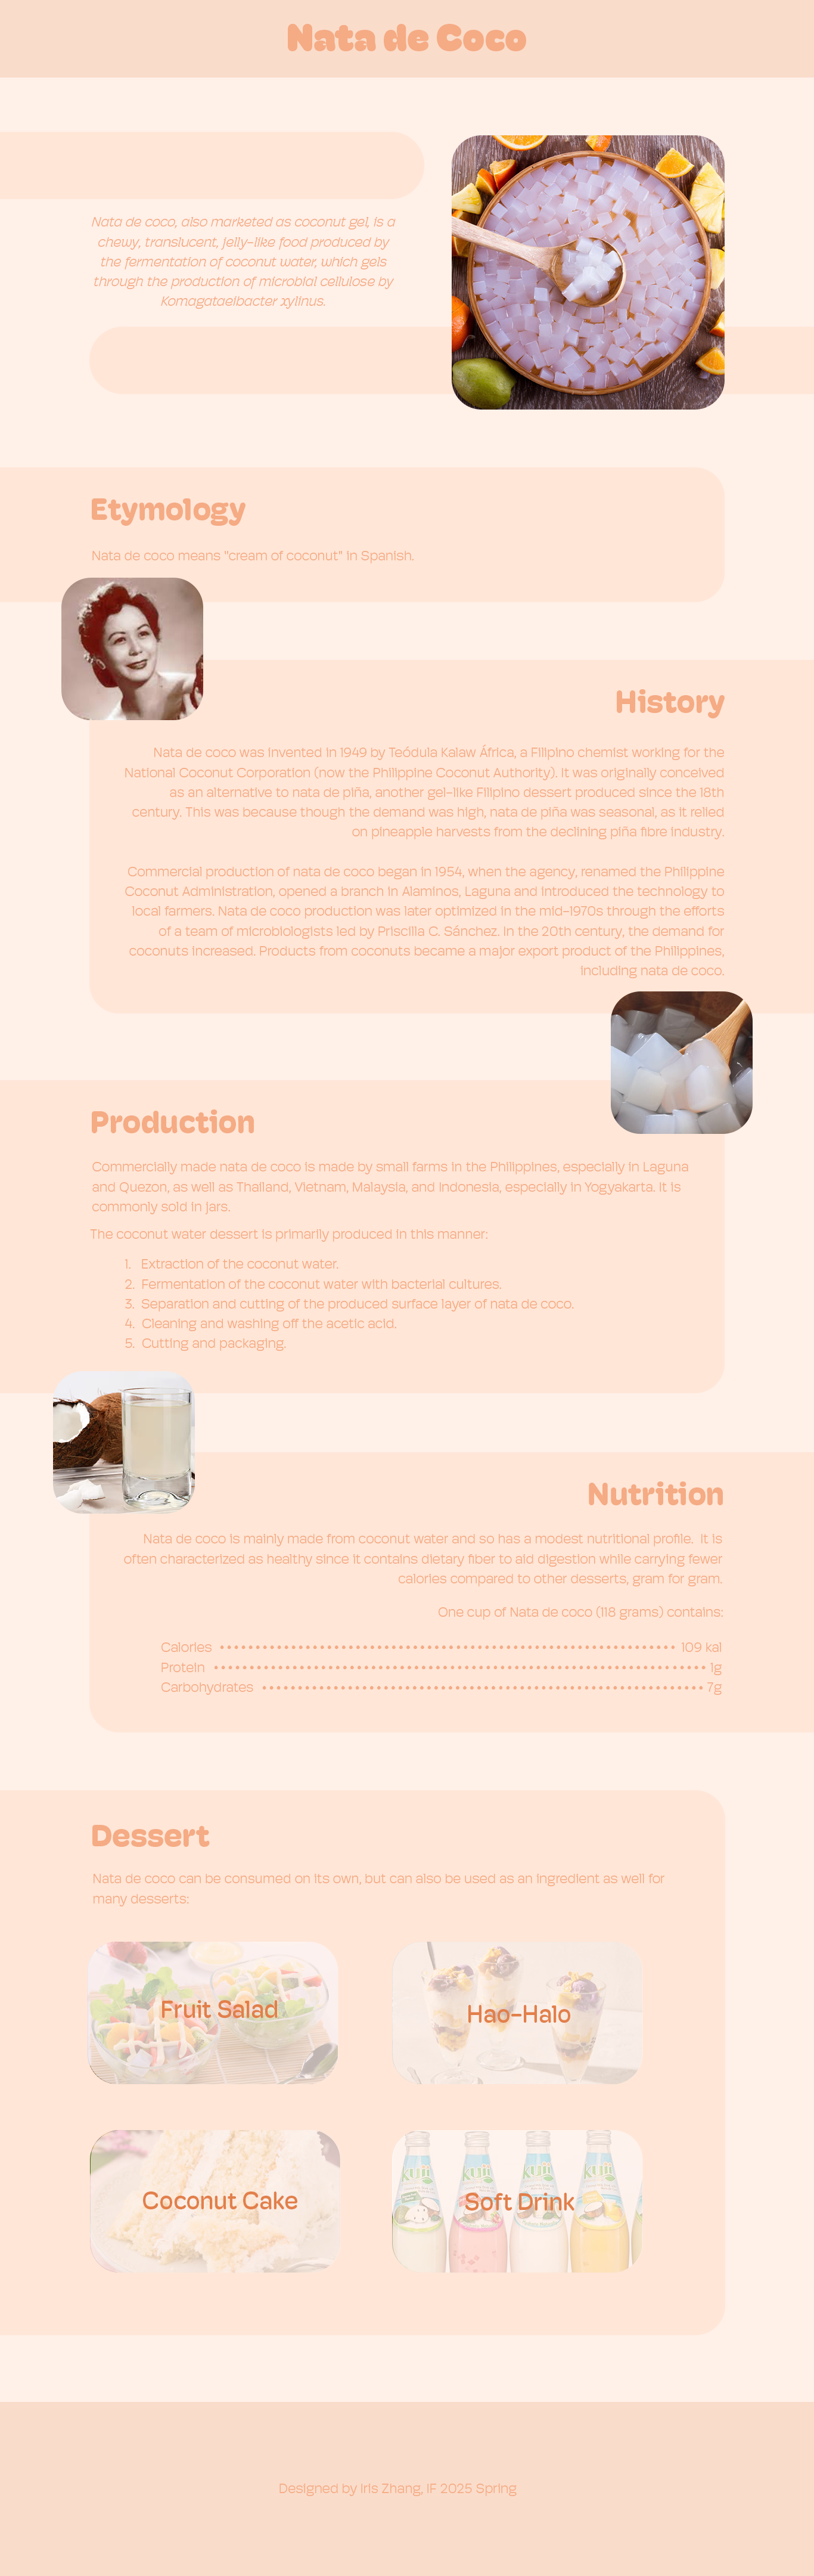 Nata de Coco
Nata de coco, also marketed as coconut gel, is a
chewy, translucent, jelly-like food produced by
the fermentation of coconut water, which gels
through the production of microbial cellulose by
Komagataeibacter xylinus.
Etymology
Nata de coco means "cream of coconut" in Spanish.
History
Nata de coco was invented in 1949 by Teódula Kalaw África, a Filipino chemist working for the
National Coconut Corporation (now the Philippine Coconut Authority). It was originally conceived
as an alternative to nata de piña, another gel-like Filipino dessert produced since the 18th
century. This was because though the demand was high, nata de piña was seasonal, as it relied
on pineapple harvests from the declining piña fibre industry.
Commercial production of nata de coco began in 1954, when the agency, renamed the Philippine
Coconut Administration, opened a branch in Alaminos, Laguna and introduced the technology to
local farmers. Nata de coco production was later optimized in the mid-1970s through the efforts
of a team of microbiologists led by Priscilla C. Sánchez. In the 20th century, the demand for
coconuts increased. Products from coconuts became a major export product of the Philippines,
including nata de coco.
Production
Commercially made nata de coco is made by small farms in the Philippines, especially in Laguna
and Quezon, as well as Thailand, Vietnam, Malaysia, and Indonesia, especially in Yogyakarta. It is
commonly sold in jars.
The coconut water dessert is primarily produced in this manner:
1. Extraction of the coconut water.
2. Fermentation of the coconut water with bacterial cultures.
3. Separation and cutting of the produced surface layer of nata de coco.
4. Cleaning and washing off the acetic acid.
5. Cutting and packaging.
Nutrition
Nata de coco is mainly made from coconut water and so has a modest nutritional profile. It is
often characterized as healthy since it contains dietary fiber to aid digestion while carrying fewer
calories compared to other desserts, gram for gram.
One cup of Nata de coco (118 grams) contains:
Calories 109 kal
Protein 1g
Carbohydrates 7g
Dessert
Nata de coco can be consumed on its own, but can also be used as an ingredient as well for
many desserts:
Fruit Salad
Hao-Halo
Coconut Cake
Soft Drink
Designed by Iris Zhang, IF 2025 Spring